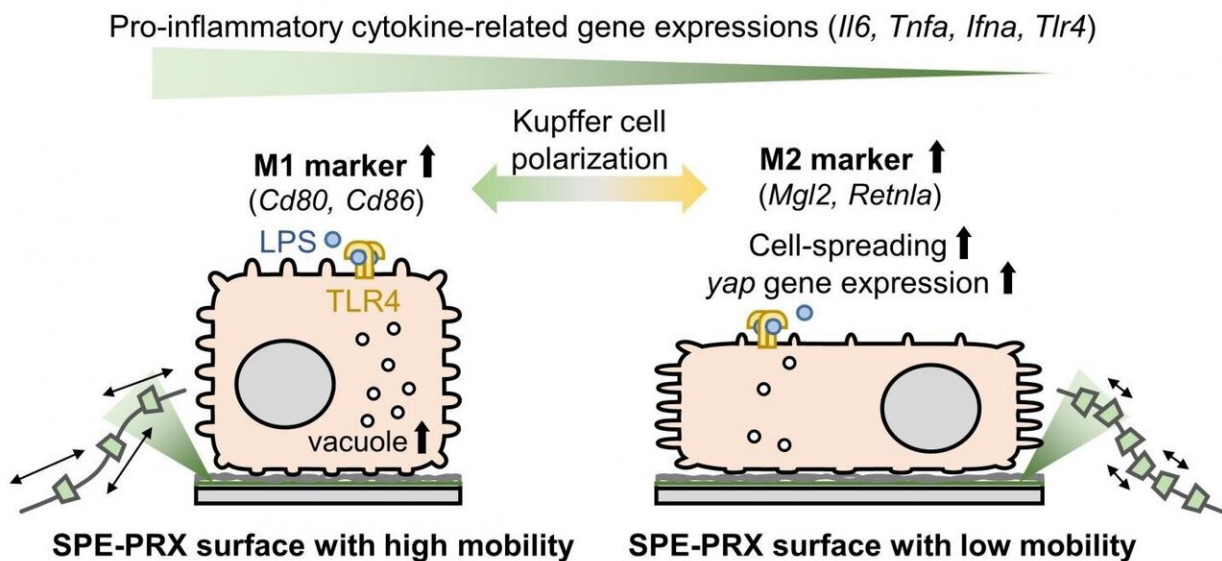 Pro-inflammatory cytokine-related gene expressions (Il6, Tnfa, Ifna, Tlr4)
Kupffer cell
polarization
M1 marker ⬆
(Cd80, Cd86)
LPS
TLR4
vacuole ⬆
M2 marker ⬆
(Mgl2, Retnla)
Cell-spreading ⬆
yap gene expression ⬆
SPE-PRX surface with high mobility
SPE-PRX surface with low mobility